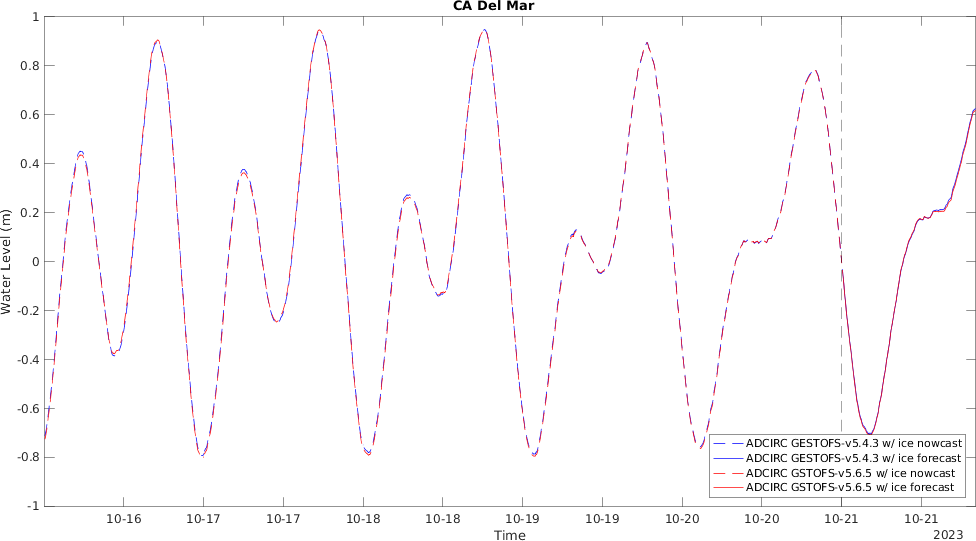 CA Del Mar
1
0.8
0.6
0.4
0.2
0
-0.2
-0.4
-0.6
-0.8
-1
Water Level (m)
10-16 10-17 10-17 10-18 10-18 10-19 10-19 10-20 10-20 10-21 10-21
Time
2023
ADCIRC GESTOFS-v5.4.3 w/ ice nowcast
ADCIRC GESTOFS-v5.4.3 w/ ice forecast
ADCIRC GSTOFS-v5.6.5 w/ ice nowcast
ADCIRC GSTOFS-v5.6.5 w/ ice forecast